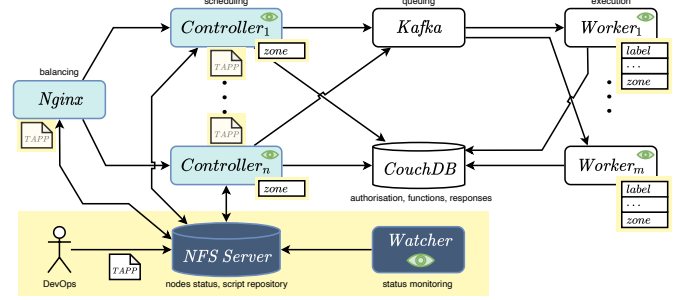 scheduling
queuing
execution
Controller1
Kafka
Worker1
zone
label
...
zone
TAPP
balancing
Nginx
TAPP
TAPP
Controllern
CouchDB
Workerm
zone
authorisation, functions, responses
label
...
zone
NFS Server
Watcher
TAPP
DevOps
nodes status, script repository
status monitoring